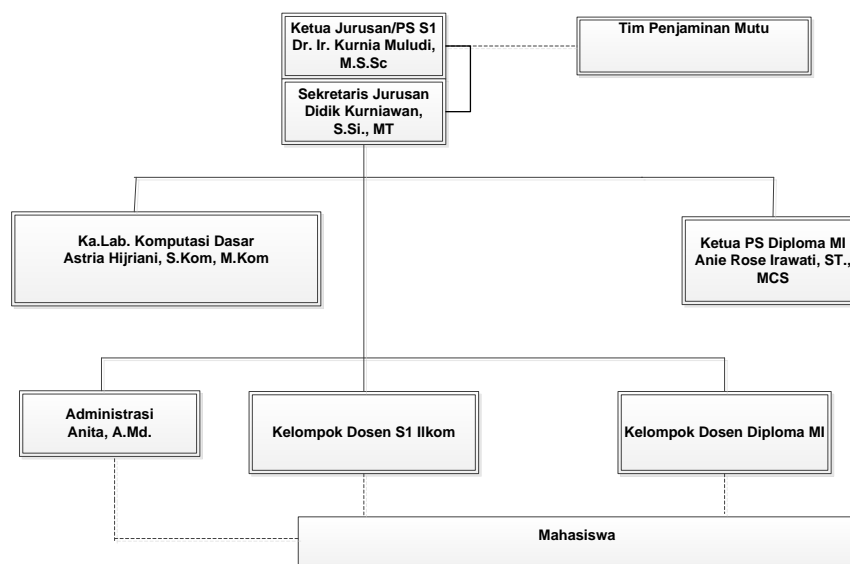 Ketua Jurusan/PS S1
Dr. Ir. Kurnia Muludi,
M.S.Sc
Tim Penjaminan Mutu
Sekretaris Jurusan
Didik Kurniawan,
S.Si., MT
Ka.Lab. Komputasi Dasar
Astria Hijriani, S.Kom, M.Kom
Ketua PS Diploma MI
Anie Rose Irawati, ST.,
MCS
Administrasi
Anita, A.Md.
Kelompok Dosen S1 Ilkom
Kelompok Dosen Diploma MI
Mahasiswa